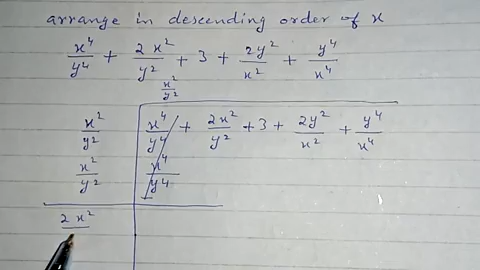 arrange in descending order of x
x⁴/y⁴ + 2x²/y² + 3 + 2y²/x² + y⁴/x⁴
x²/y²
x²/y² x⁴/y⁴ + 2x²/y² + 3 + 2y²/x² + y⁴/x⁴
x²/y² x⁴/y⁴
2x²